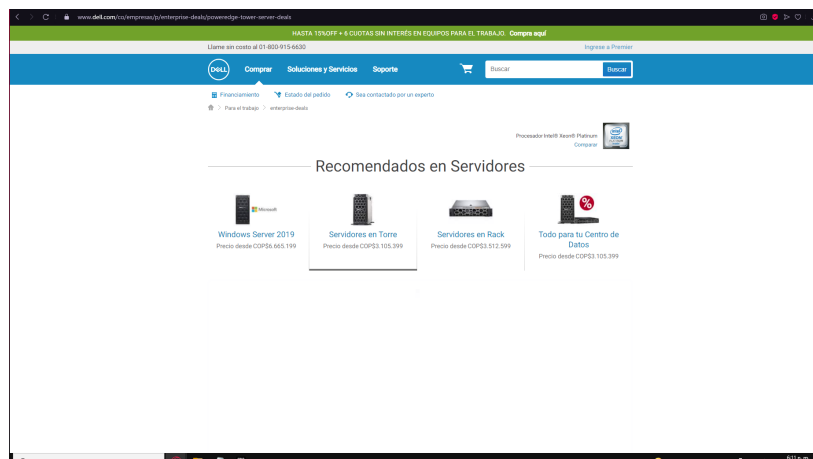 www.dell.com/co/empresas/p/enterprise-deals/poweredge-tower-server-deals
HASTA 15%OFF + 6 CUOTAS SIN INTERÉS EN EQUIPOS PARA EL TRABAJO. Compra aquí
Llame sin costo al 01-800-915-6630
Ingrese a Premier
DELL
Comprar
Soluciones y Servicios
Soporte
Buscar
Buscar
Financiamiento
Estado del pedido
Sea contactado por un experto
Para el trabajo > enterprise-deals
Procesador Intel® Xeon® Platinum
Comparar
Recomendados en Servidores
Microsoft
Windows Server 2019
Precio desde COP$6.665.199
Servidores en Torre
Precio desde COP$3.105.399
Servidores en Rack
Precio desde COP$3.512.599
%
Todo para tu Centro de
Datos
Precio desde COP$3.105.399